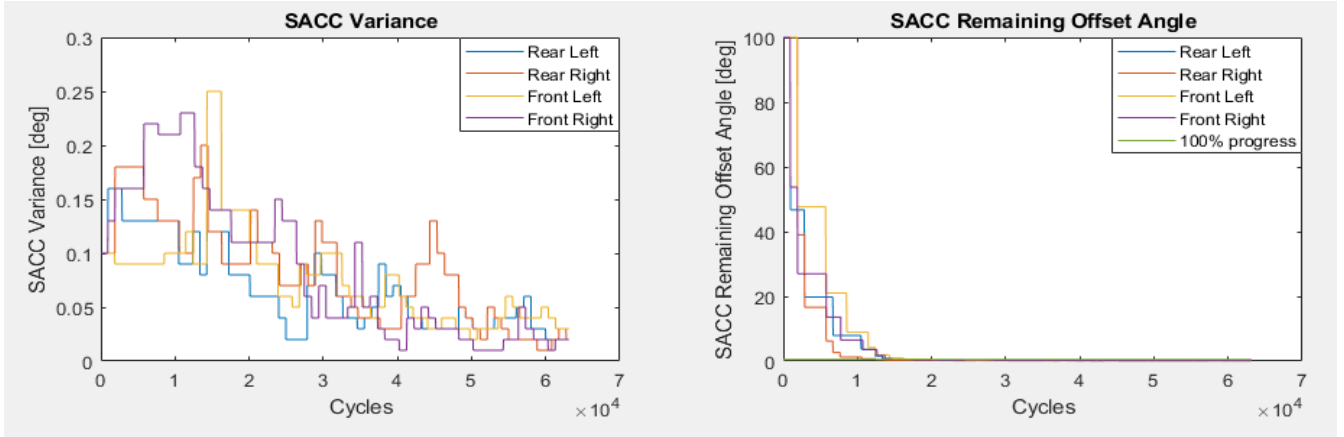 SACC Variance
SACC Variance [deg]
0.3
0.25
0.2
0.15
0.1
0.05
0
0 1 2 3 4 5 6 7
Cycles
×10^4
Rear Left
Rear Right
Front Left
Front Right
SACC Remaining Offset Angle
SACC Remaining Offset Angle [deg]
100
80
60
40
20
0
0 1 2 3 4 5 6 7
Cycles
×10^4
Rear Left
Rear Right
Front Left
Front Right
100% progress